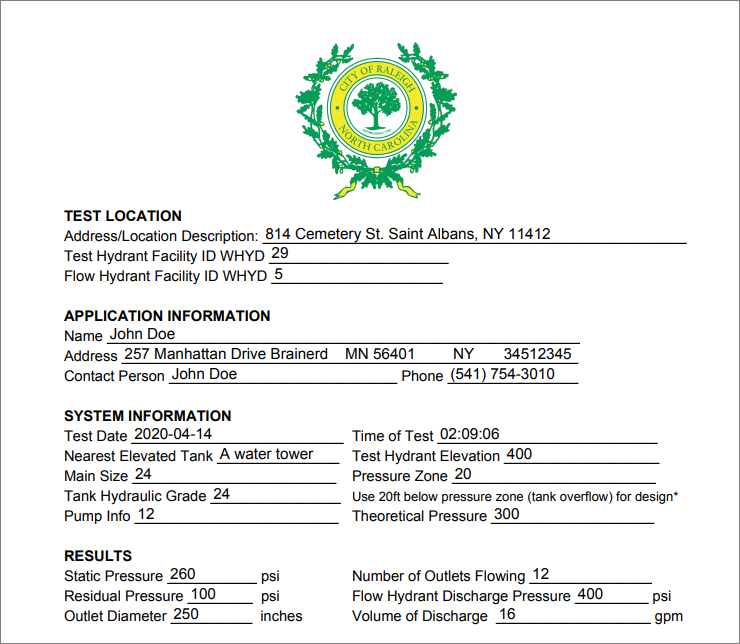 CITY OF RALEIGH
NORTH CAROLINA
TEST LOCATION
Address/Location Description: 814 Cemetery St. Saint Albans, NY 11412
Test Hydrant Facility ID WHYD 29
Flow Hydrant Facility ID WHYD 5
APPLICATION INFORMATION
Name John Doe
Address 257 Manhattan Drive Brainerd MN 56401 NY 34512345
Contact Person John Doe Phone (541) 754-3010
SYSTEM INFORMATION
Test Date 2020-04-14 Time of Test 02:09:06
Nearest Elevated Tank A water tower Test Hydrant Elevation 400
Main Size 24 Pressure Zone 20
Tank Hydraulic Grade 24 Use 20ft below pressure zone (tank overflow) for design*
Pump Info 12 Theoretical Pressure 300
RESULTS
Static Pressure 260 psi Number of Outlets Flowing 12
Residual Pressure 100 psi Flow Hydrant Discharge Pressure 400 psi
Outlet Diameter 250 inches Volume of Discharge 16 gpm